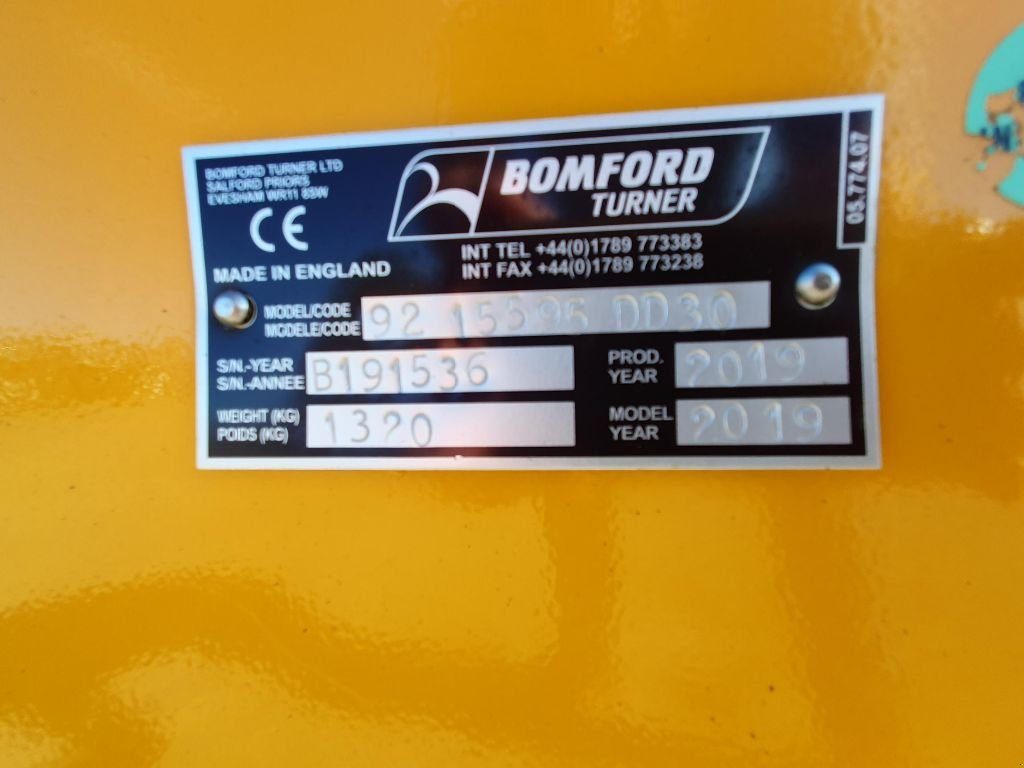 BOMFORD TURNER LTD
SALFORD PRIORS
EVESHAM WR11 8SW
CE
MADE IN ENGLAND
BOMFORD
TURNER
INT TEL +44(0)1789 773383
INT FAX +44(0)1789 773238
05.774.07
MODEL/CODE
MODELE/CODE
92 15595 DD30
S/N.-YEAR
S/N.-ANNEE
B191536
PROD.
YEAR
2019
WEIGHT (KG)
POIDS (KG)
1320
MODEL
YEAR
2019